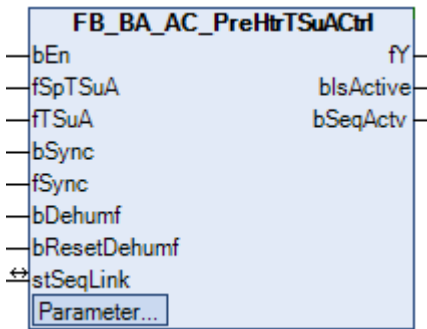 FB_BA_AC_PreHtrTSuACtrl
bEn fY
fSpTSuA bIsActive
fTSuA bSeqActv
bSync
fSync
bDehumf
bResetDehumf
stSeqLink
Parameter...